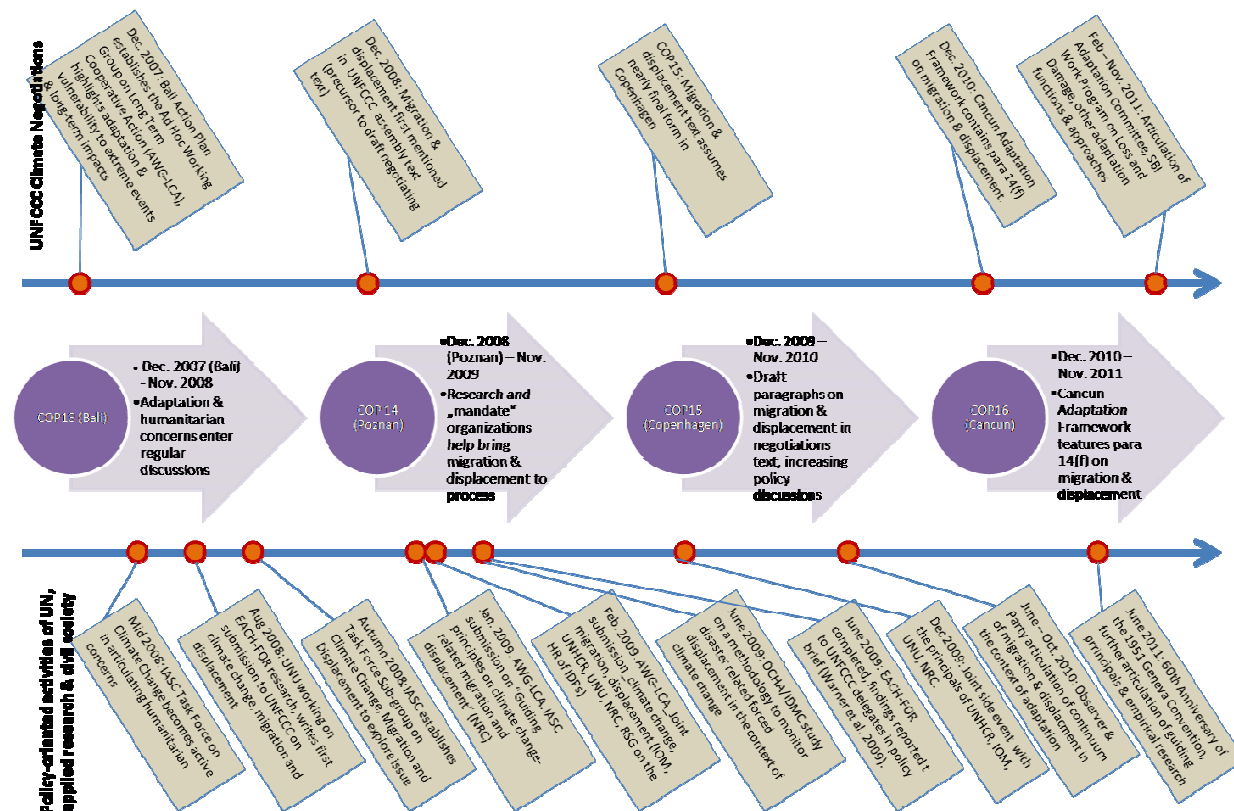 UNFCCC Climate Negotiations
Dec. 2007: Bali Action Plan
establishes the Ad Hoc Working
Group on Long Term
Cooperative Action (AWG-LCA),
highlights adaptation &
vulnerability to extreme events
& long-term impacts
Dec. 2008: Migration &
displacement first mentioned
in UNFCCC assembly text
(precursor to draft negotiating
text)
COP15: Migration &
displacement text assumes
nearly final form in
Copenhagen
Dec. 2010: Cancun Adaptation
Framework contains para 14(f)
on migration & displacement.
Feb – Nov. 2011: Articulation of
Adaptation Committee, SBI
Work Program on Loss and
Damage, other adaptation
functions & approaches
COP13 (Bali)
• Dec. 2007 (Bali)
- Nov. 2008
•Adaptation &
humanitarian
concerns enter
regular
discussions
COP 14
(Poznan)
•Dec. 2008
(Poznan) – Nov.
2009
•Research and
„mandate“
organizations
help bring
migration &
displacement to
process
COP15
(Copenhagen)
•Dec. 2009 –
Nov. 2010
•Draft
paragraphs on
migration &
displacement in
negotiations
text, increasing
policy
discussions
COP16
(Cancun)
•Dec. 2010 –
Nov. 2011
•Cancun
Adaptation
Framework
features para
14(f) on
migration &
displacement
Policy-oriented activities of UN,
applied research & civil society
Mid 2008: IASC Task Force on
Climate Change becomes active
in articulating humanitarian
concerns
Aug 2008: UNU working on
EACH-FOR research, writes first
submission to UNFCCC on
climate change, migration, and
displacement
Autumn 2008: IASC establishes
Task Force Subgroup on
Climate Change, Migration and
Displacement to explore issue
Jan. 2009: AWG-LCA, IASC
submission on "Guiding
principles on climate change-
related migration and
displacement" (NRC)
Feb. 2009 AWG-LCA_Joint
submission_climate change,
migration, displacement (IOM,
UNHCR, UNU, NRC, RSG on the
HR of IDPs)
June 2009: OCHA/IDMC study
on a methodology to monitor
disaster-related forced
displacement in the context of
climate change
June 2009: EACH-FOR
completed, findings reported t
to UNFCCC delegates in policy
brief (Warner et al. 2009).
Dec 2009: Joint side event with
the principals of UNHCR, IOM,
UNU, NRC
June – Oct. 2010: Observer &
Party articulation of continuum
of migration & displacement in
the context of adaptation
June 2011: 60th Anniversary of
the 1951 Geneva Convention,
further articulation of guiding
principals & empirical research